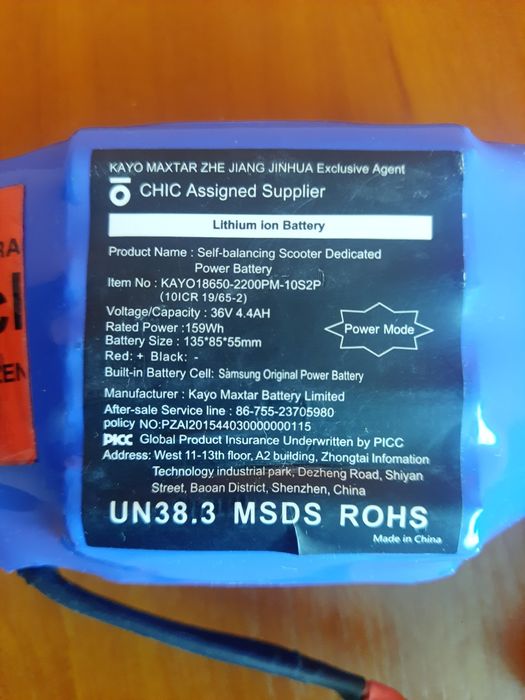 KAYO MAXTAR ZHE JIANG JINHUA Exclusive Agent
CHIC Assigned Supplier
Lithium ion Battery
Product Name : Self-balancing Scooter Dedicated
Power Battery
Item No : KAYO18650-2200PM-10S2P
(10ICR 19/65-2)
Voltage/Capacity : 36V 4.4AH
Rated Power :159Wh
Battery Size : 135*85*55mm
Red: + Black: -
Power Mode
Built-in Battery Cell: Samsung Original Power Battery
Manufacturer : Kayo Maxtar Battery Limited
After-sale Service line : 86-755-23705980
policy NO:PZAI201544030000000115
PICC Global Product Insurance Underwritten by PICC
Address: West 11-13th floor, A2 building, Zhongtai Infomation
Technology industrial park, Dezheng Road, Shiyan
Street, Baoan District, Shenzhen, China
UN38.3 MSDS ROHS
Made in China